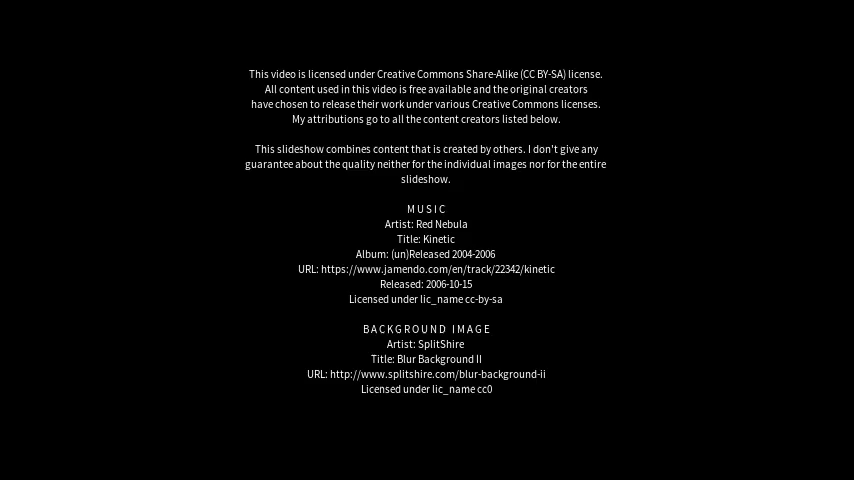 This video is licensed under Creative Commons Share-Alike (CC BY-SA) license.
All content used in this video is free available and the original creators
have chosen to release their work under various Creative Commons licenses.
My attributions go to all the content creators listed below.
This slideshow combines content that is created by others. I don't give any
guarantee about the quality neither for the individual images nor for the entire
slideshow.
MUSIC
Artist: Red Nebula
Title: Kinetic
Album: (un)Released 2004-2006
URL: https://www.jamendo.com/en/track/22342/kinetic
Released: 2006-10-15
Licensed under lic_name cc-by-sa
BACKGROUND IMAGE
Artist: SplitShire
Title: Blur Background II
URL: http://www.splitshire.com/blur-background-ii
Licensed under lic_name cc0